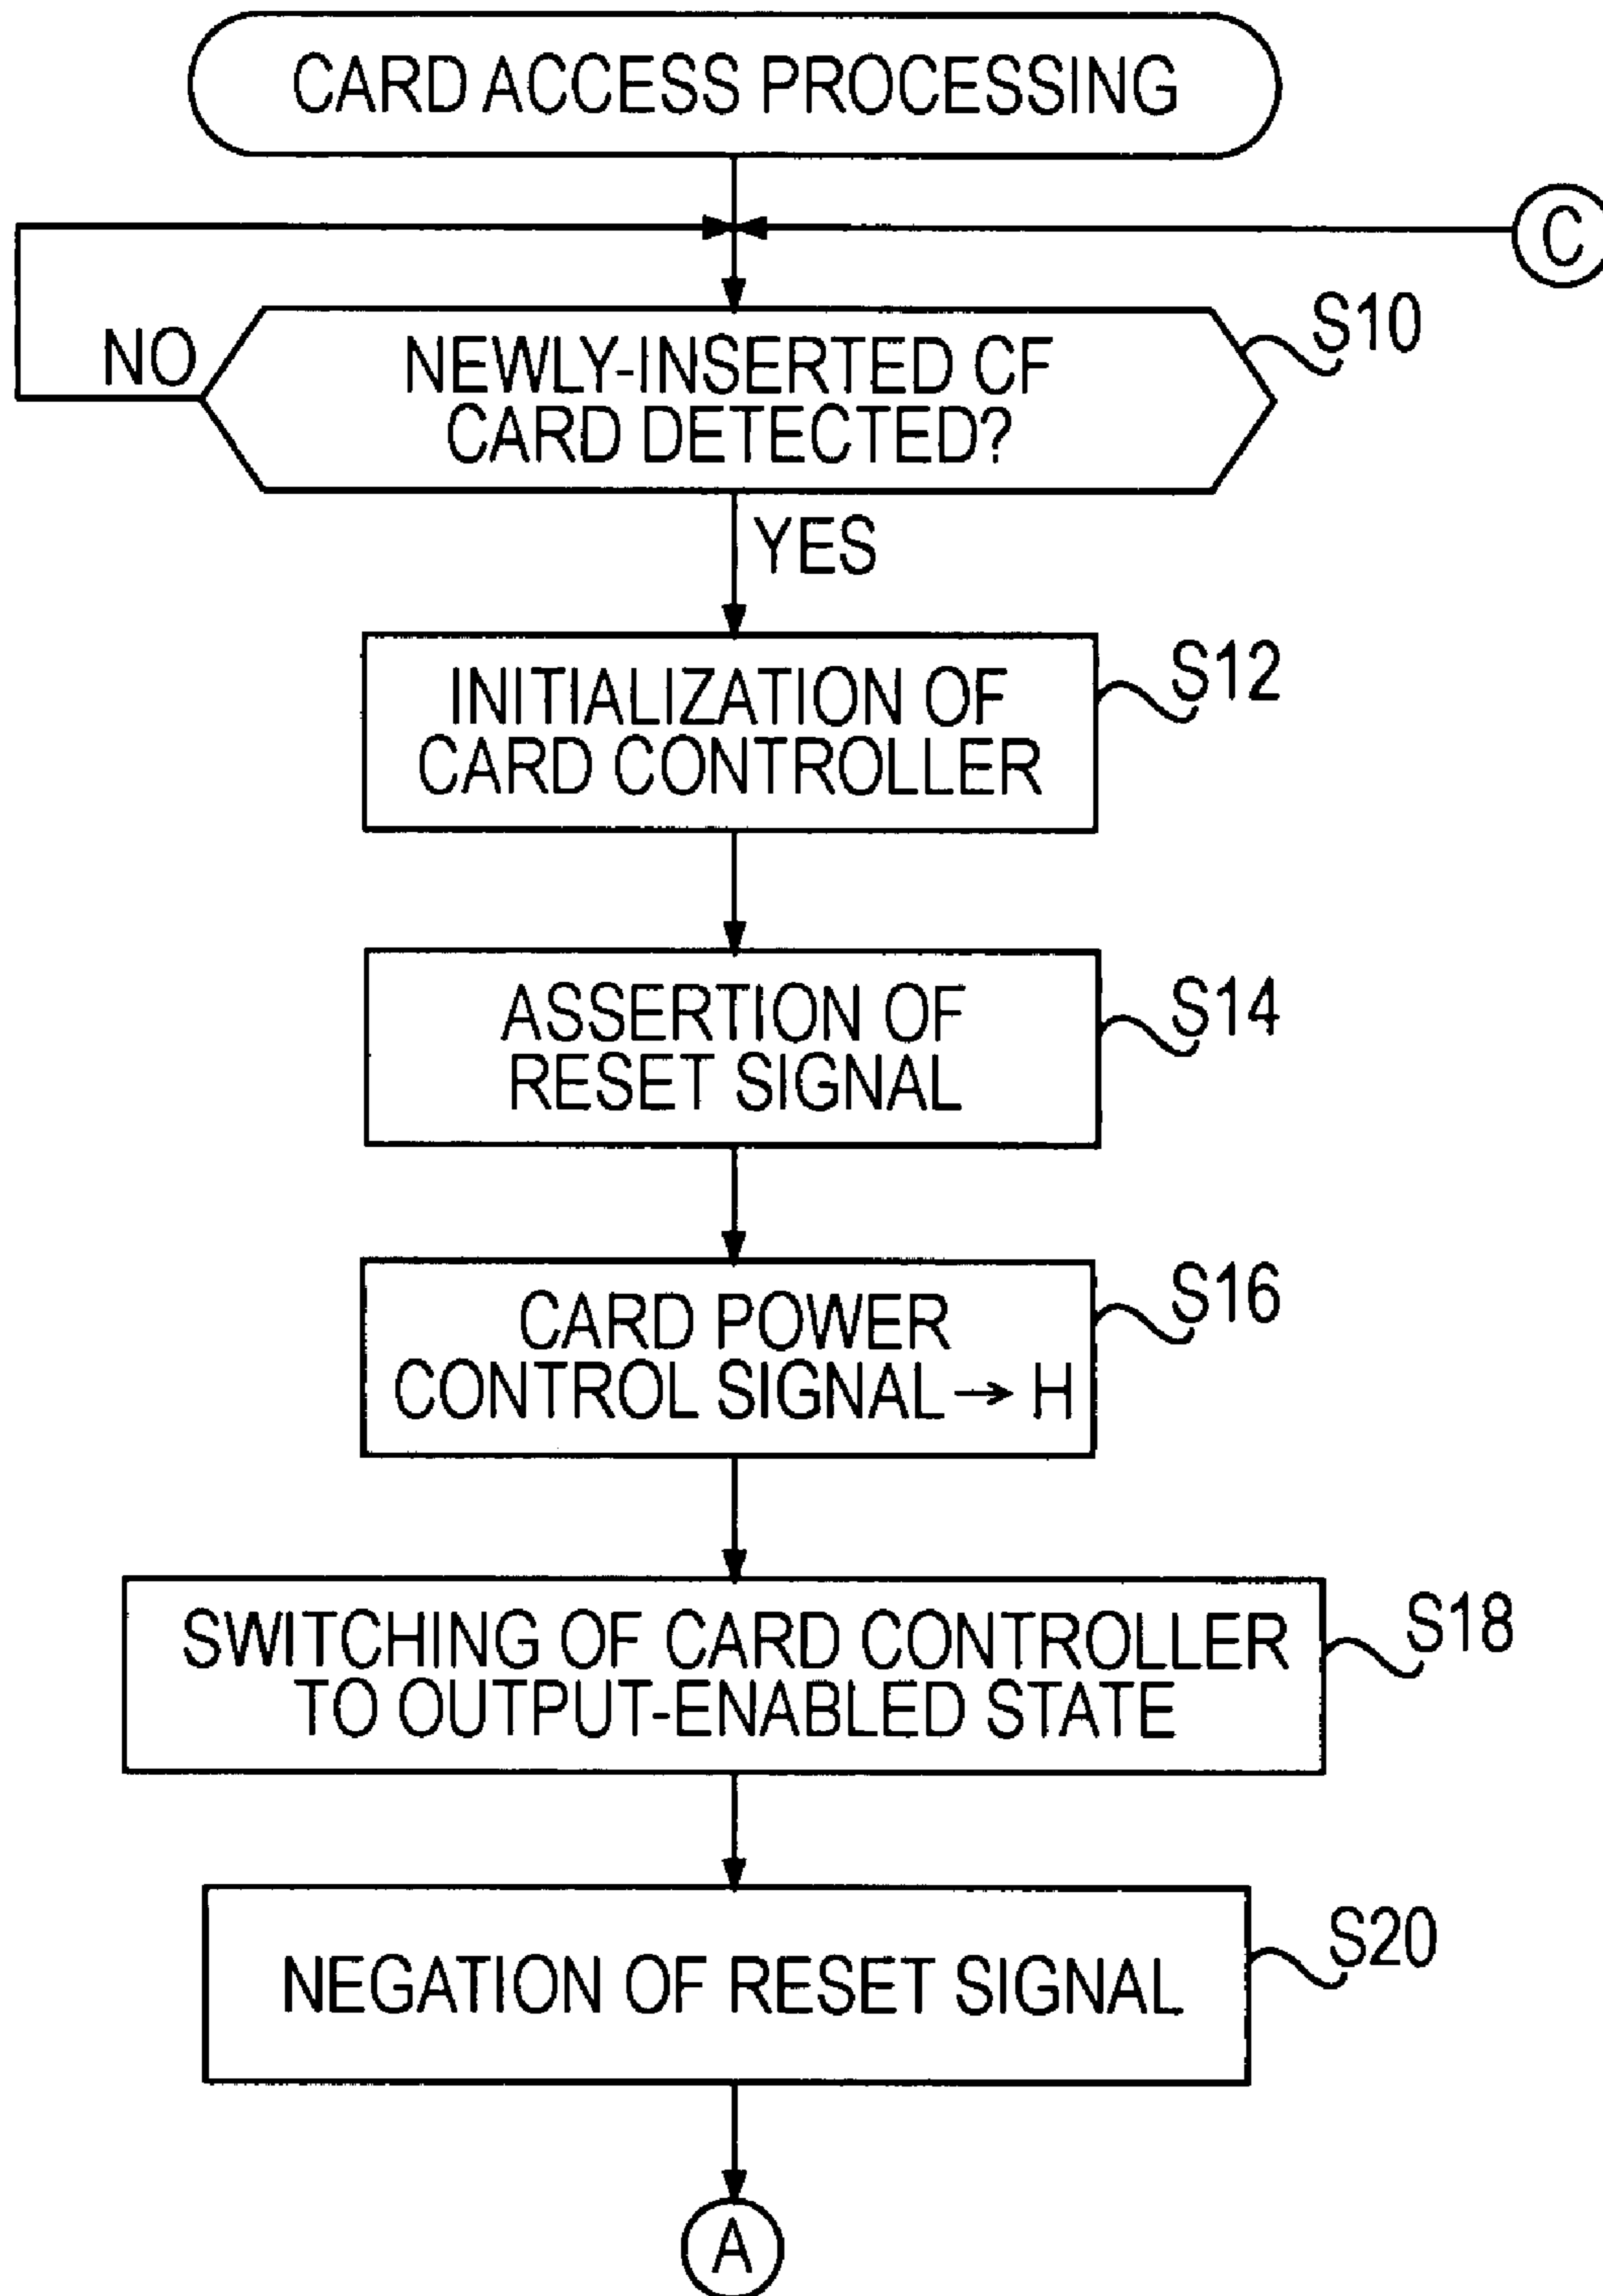 CARD ACCESS PROCESSING
C
S10
NO
NEWLY-INSERTED CF
CARD DETECTED?
YES
S12
INITIALIZATION OF
CARD CONTROLLER
S14
ASSERTION OF
RESET SIGNAL
S16
CARD POWER
CONTROL SIGNAL → H
S18
SWITCHING OF CARD CONTROLLER
TO OUTPUT-ENABLED STATE
S20
NEGATION OF RESET SIGNAL
A